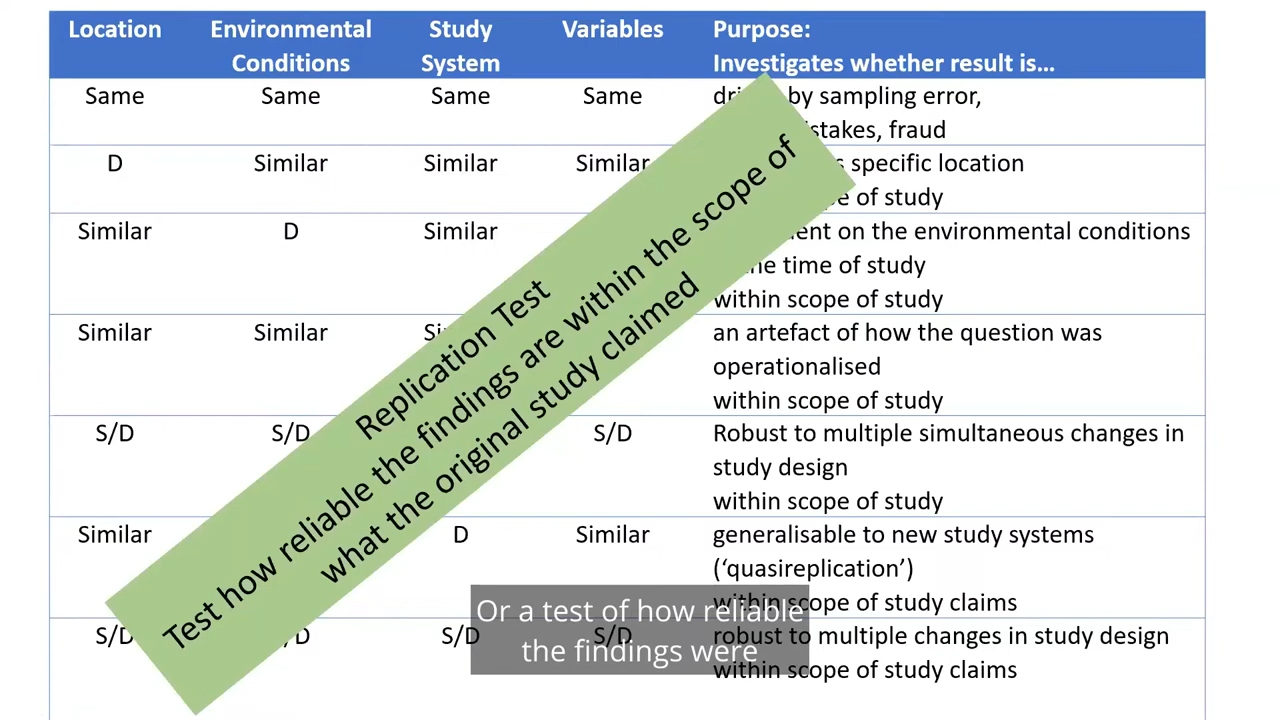 Location Environmental Conditions Study System Variables Purpose: Investigates whether result is...
Same Same Same Same by sampling error,
fraud
D Similar Similar Similar specific location
of study
Similar D Similar on the environmental conditions
time of study
within scope of study
Similar Similar an artefact of how the question was
operationalised
within scope of study
S/D S/D S/D Robust to multiple simultaneous changes in
study design
within scope of study
Similar D Similar generalisable to new study systems
(‘quasireplication’)
within scope of study claims
S/D S/D S/D robust to multiple changes in study design
within scope of study claims
Replication Test
Test how reliable the findings are within the scope of
what the original study claimed
Or a test of how reliable
the findings were